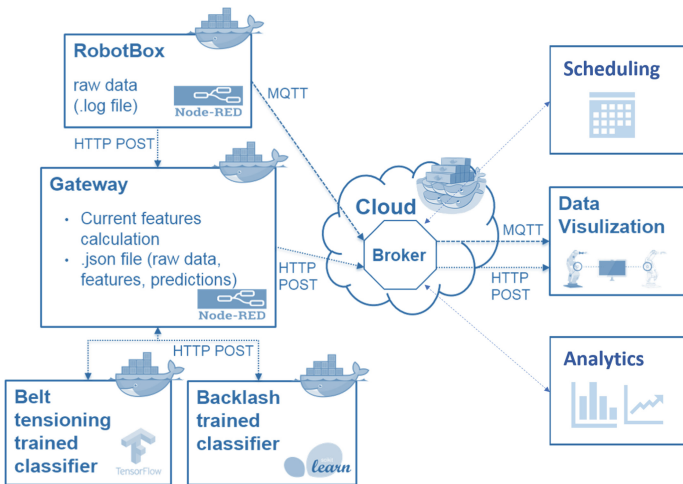 RobotBox
raw data
(.log file)
Node-RED
MQTT
HTTP POST
Gateway
• Current features
calculation
• .json file (raw data,
features, predictions)
Node-RED
HTTP
POST
HTTP POST
Belt
tensioning
trained
classifier
TensorFlow
Backlash
trained
classifier
learn
Cloud
Broker
MQTT
HTTP
POST
Scheduling
Data
Visulization
Analytics